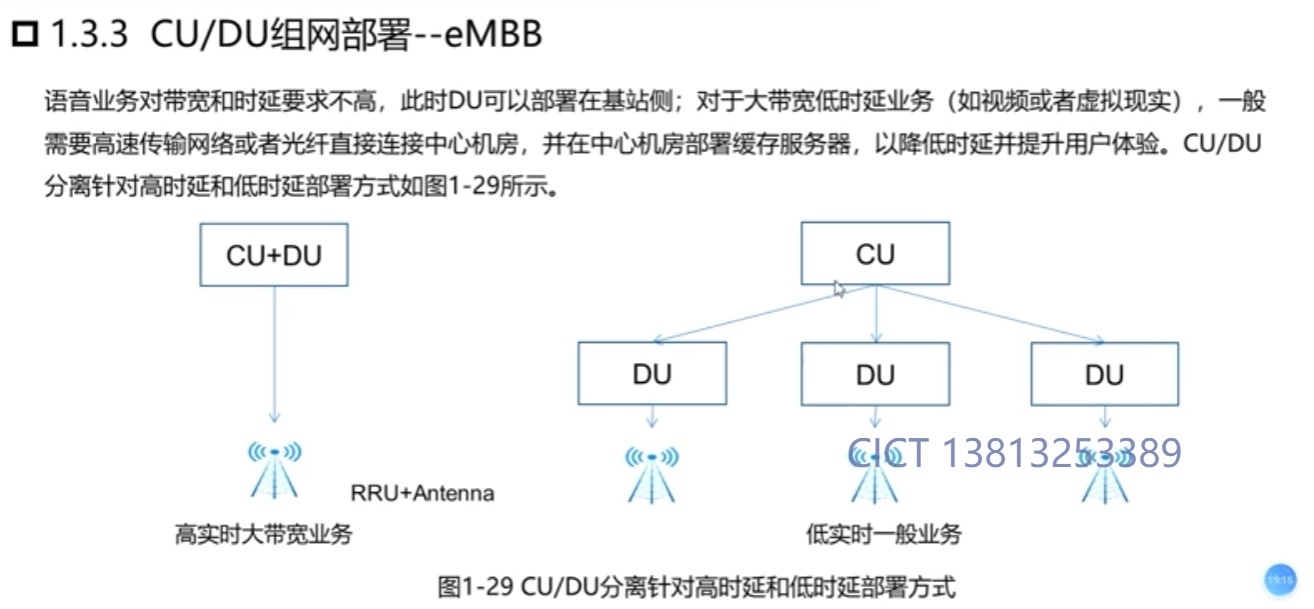 1.3.3 CU/DU组网部署--eMBB
语音业务对带宽和时延要求不高，此时DU可以部署在基站侧；对于大带宽低时延业务（如视频或者虚拟现实），一般
需要高速传输网络或者光纤直接连接中心机房，并在中心机房部署缓存服务器，以降低时延并提升用户体验。CU/DU
分离针对高时延和低时延部署方式如图1-29所示。
CU+DU
CU
DU
DU
DU
CICT 13813253389
RRU+Antenna
高实时大带宽业务
低实时一般业务
图1-29 CU/DU分离针对高时延和低时延部署方式
19:16